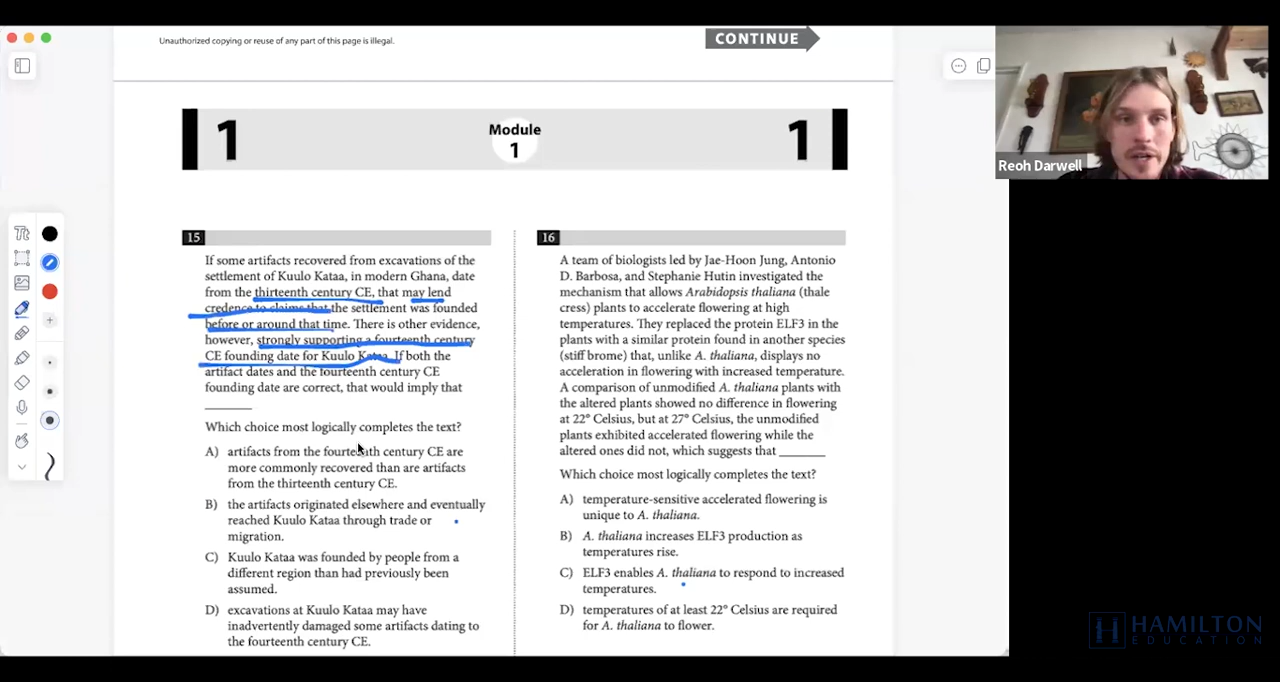 Unauthorized copying or reuse of any part of this page is illegal.
CONTINUE
1
Module
1
1
Reoh Darwell
15
If some artifacts recovered from excavations of the
settlement of Kuulo Kataa, in modern Ghana, date
from the thirteenth century CE, that may lend
credence to claims that the settlement was founded
before or around that time. There is other evidence,
however, strongly supporting a fourteenth century
CE founding date for Kuulo Kataa. If both the
artifact dates and the fourteenth century CE
founding date are correct, that would imply that
______
Which choice most logically completes the text?
A) artifacts from the fourteenth century CE are
more commonly recovered than are artifacts
from the thirteenth century CE.
B) the artifacts originated elsewhere and eventually
reached Kuulo Kataa through trade or
migration.
C) Kuulo Kataa was founded by people from a
different region than had previously been
assumed.
D) excavations at Kuulo Kataa may have
inadvertently damaged some artifacts dating to
the fourteenth century CE.
16
A team of biologists led by Jae-Hoon Jung, Antonio
D. Barbosa, and Stephanie Hutin investigated the
mechanism that allows Arabidopsis thaliana (thale
cress) plants to accelerate flowering at high
temperatures. They replaced the protein ELF3 in the
plants with a similar protein found in another species
(stiff brome) that, unlike A. thaliana, displays no
acceleration in flowering with increased temperature.
A comparison of unmodified A. thaliana plants with
the altered plants showed no difference in flowering
at 22° Celsius, but at 27° Celsius, the unmodified
plants exhibited accelerated flowering while the
altered ones did not, which suggests that ______
Which choice most logically completes the text?
A) temperature-sensitive accelerated flowering is
unique to A. thaliana.
B) A. thaliana increases ELF3 production as
temperatures rise.
C) ELF3 enables A. thaliana to respond to increased
temperatures.
D) temperatures of at least 22° Celsius are required
for A. thaliana to flower.
HAMILTON
EDUCATION